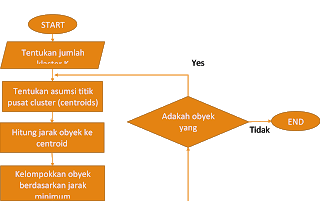 START
Tentukan jumlah
Yes
Tentukan asumsi titik
pusat cluster (centroids)
Hitung jarak obyek ke
centroid
Adakah obyek
yang
Tidak
END
Kelompokkan obyek
berdasarkan jarak
minimum